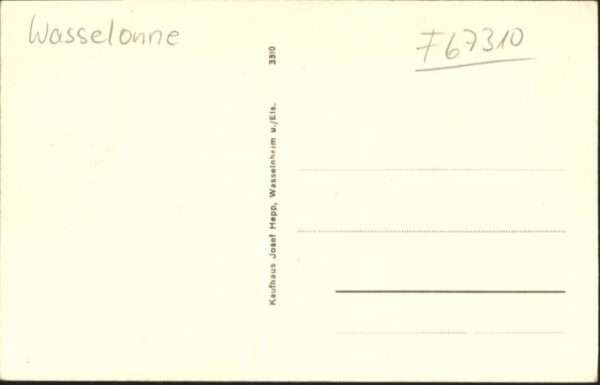 Wasselonne
F67310
Kaufhaus Josef Hepp, Wasselnheim u./Els. 3310